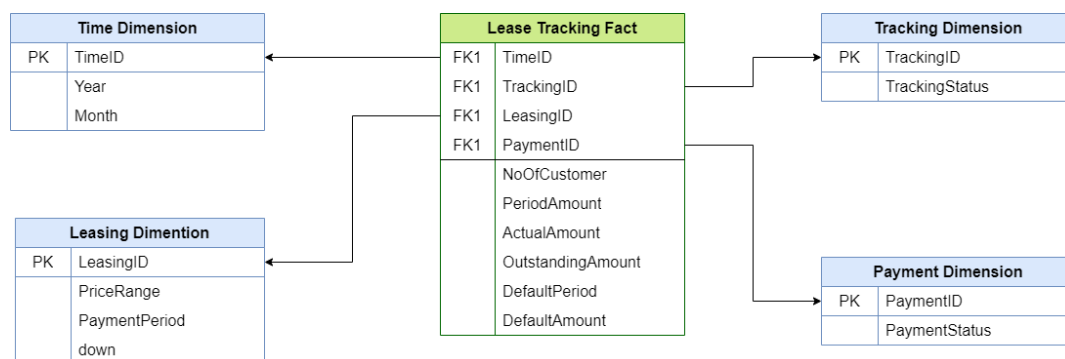 Time Dimension
PK TimeID
Year
Month
Leasing Dimention
PK LeasingID
PriceRange
PaymentPeriod
down
Lease Tracking Fact
FK1 TimeID
FK1 TrackingID
FK1 LeasingID
FK1 PaymentID
NoOfCustomer
PeriodAmount
ActualAmount
OutstandingAmount
DefaultPeriod
DefaultAmount
Tracking Dimension
PK TrackingID
TrackingStatus
Payment Dimension
PK PaymentID
PaymentStatus